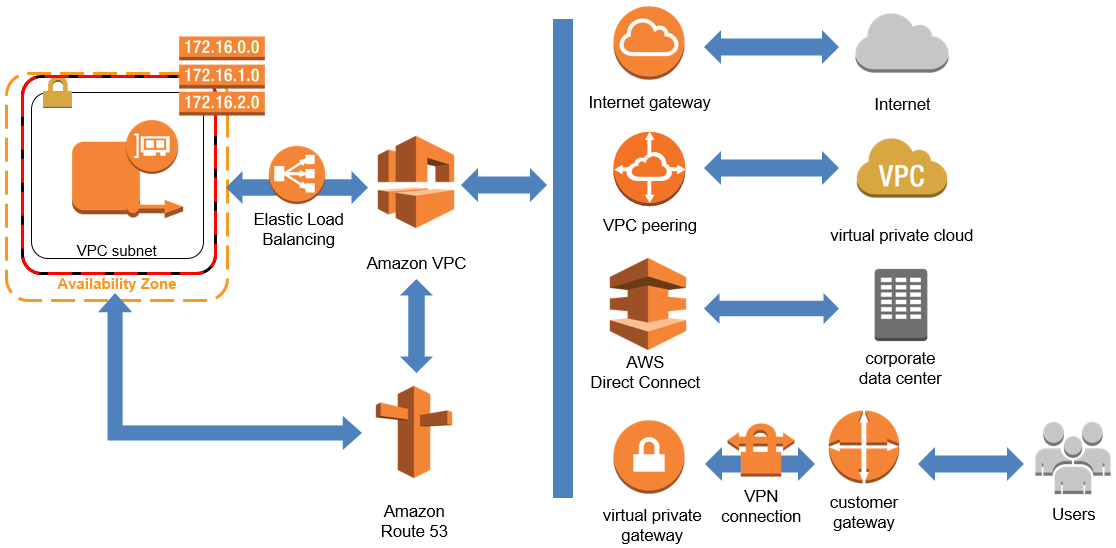 172.16.0.0
172.16.1.0
172.16.2.0
VPC subnet
Availability Zone
Elastic Load
Balancing
Amazon VPC
Amazon
Route 53
Internet gateway
Internet
VPC peering
VPC
virtual private cloud
AWS
Direct Connect
corporate
data center
virtual private
gateway
VPN
connection
customer
gateway
Users